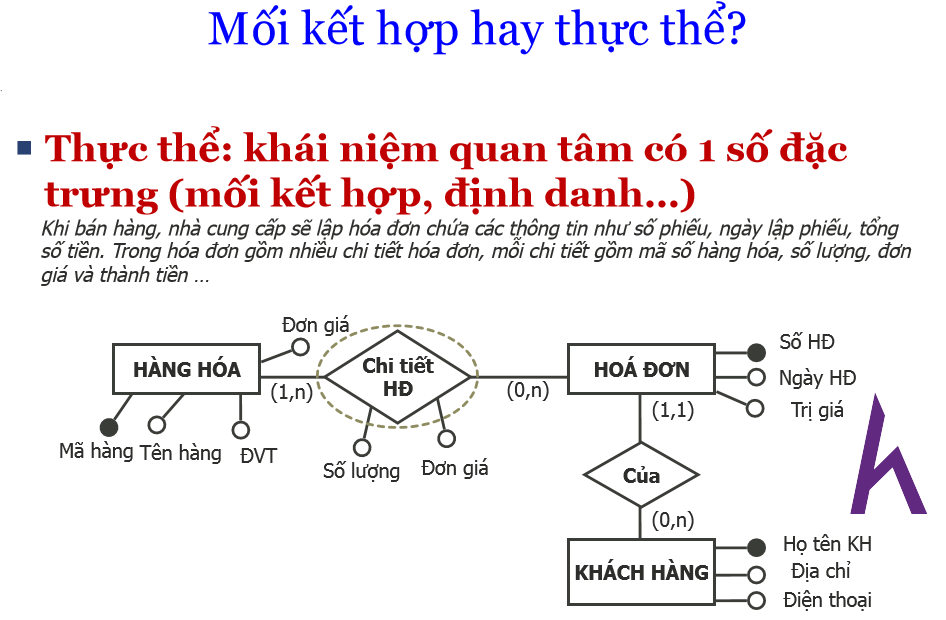 Mối kết hợp hay thực thể?
Thực thể: khái niệm quan tâm có 1 số đặc
trưng (mối kết hợp, định danh...)
Khi bán hàng, nhà cung cấp sẽ lập hóa đơn chứa các thông tin như số phiếu, ngày lập phiếu, tổng
số tiền. Trong hóa đơn gồm nhiều chi tiết hóa đơn, mỗi chi tiết gồm mã số hàng hóa, số lượng, đơn
giá và thành tiền ...
Đơn giá
HÀNG HÓA
(1,n)
Mã hàng
Tên hàng
ĐVT
Chi tiết
HĐ
Số lượng
Đơn giá
(0,n)
HOÁ ĐƠN
Số HĐ
Ngày HĐ
Trị giá
(1,1)
Của
(0,n)
KHÁCH HÀNG
Họ tên KH
Địa chỉ
Điện thoại